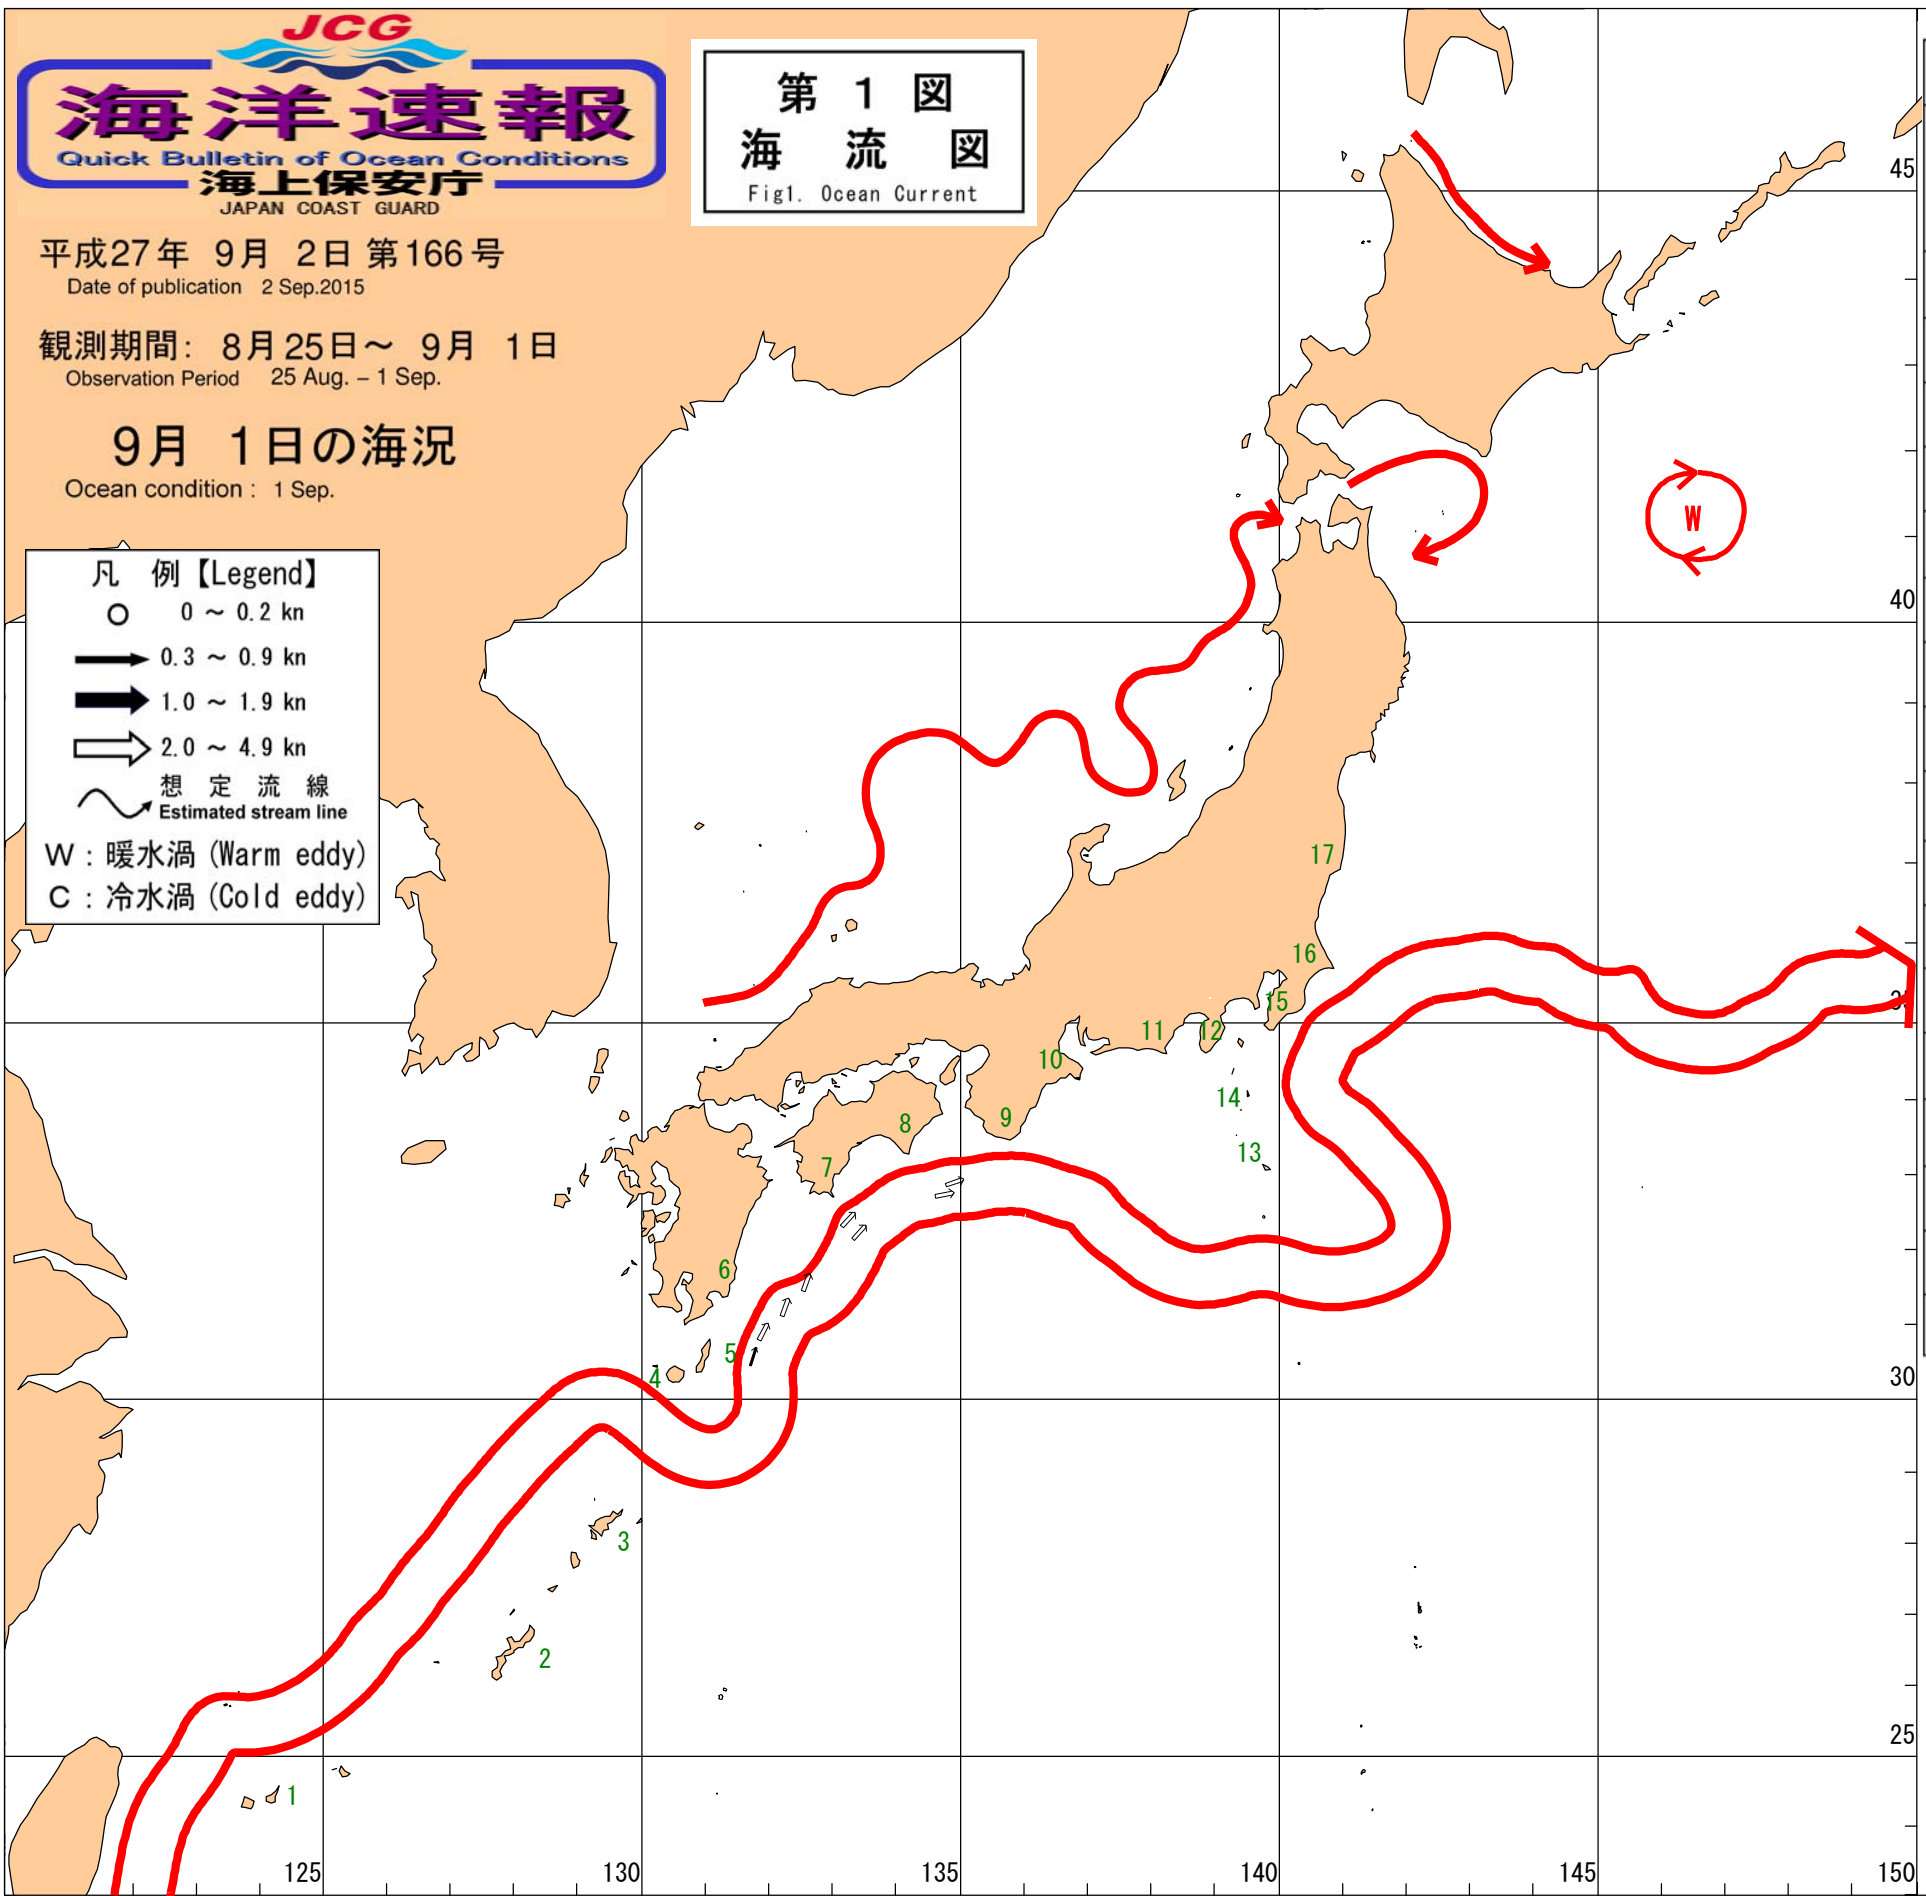 JCG
海洋速報
Quick Bulletin of Ocean Conditions
海上保安庁
JAPAN COAST GUARD
第 1 図
海 流 図
Fig1. Ocean Current
平成27年 9月 2日 第166号
Date of publication 2 Sep.2015
観測期間: 8月25日~ 9月 1日
Observation Period 25 Aug. – 1 Sep.
9月 1日の海況
Ocean condition : 1 Sep.
凡 例【Legend】
0 ~ 0.2 kn
0.3 ~ 0.9 kn
1.0 ~ 1.9 kn
2.0 ~ 4.9 kn
想 定 流 線
Estimated stream line
W : 暖水渦 (Warm eddy)
C : 冷水渦 (Cold eddy)
45
W
40
17
16
15
12
11
10
14
9
8
13
7
6
5
4
30
3
2
25
1
125
130
135
140
145
150